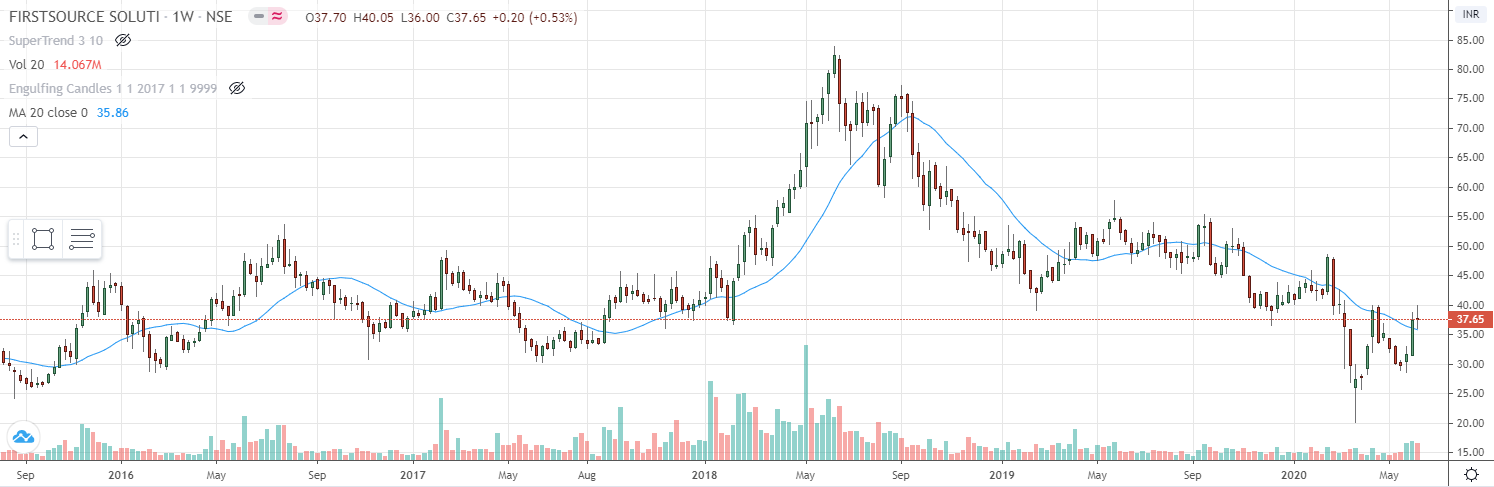 FIRSTSOURCE SOLUTI · 1W · NSE O37.70 H40.05 L36.00 C37.65 +0.20 (+0.53%)
INR
SuperTrend 3 10
Vol 20 14.067M
Engulfing Candles 1 1 2017 1 1 9999
MA 20 close 0 35.86
85.00
80.00
75.00
70.00
65.00
60.00
55.00
50.00
45.00
40.00
37.65
35.00
30.00
25.00
20.00
15.00
Sep 2016 May Sep 2017 May Aug 2018 May Sep 2019 May Sep 2020 May